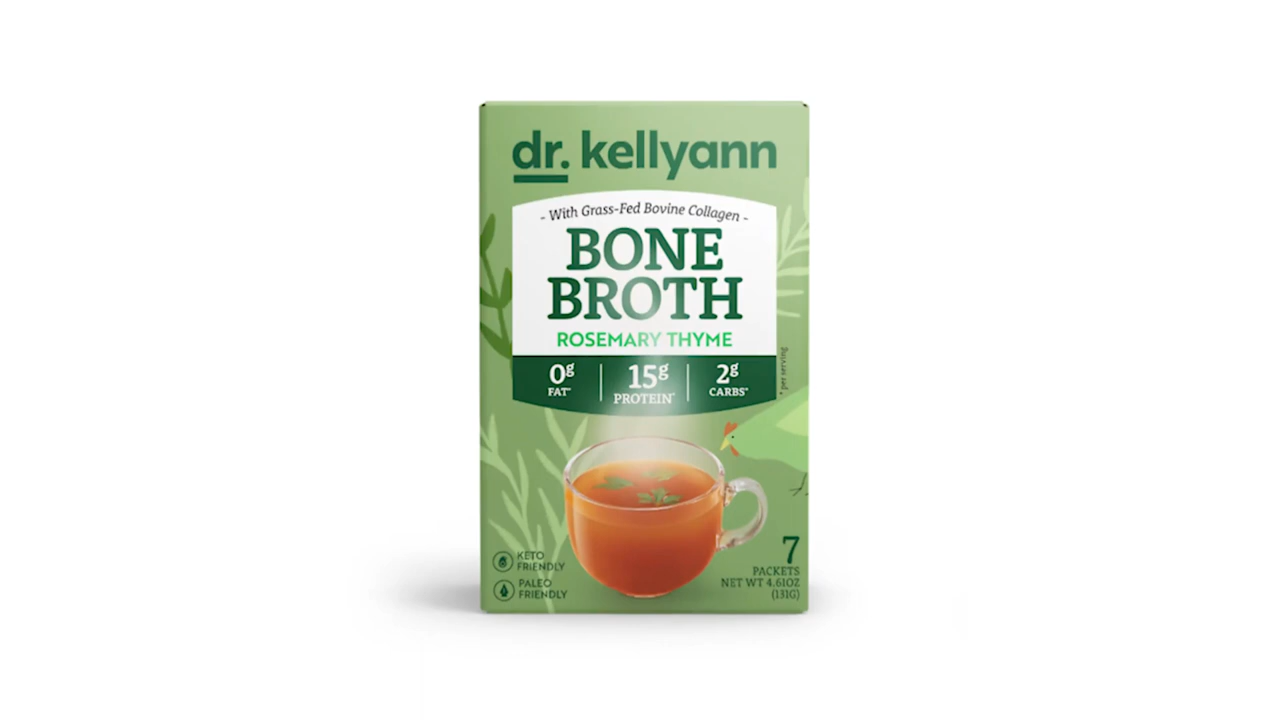 dr. kellyann
- With Grass-Fed Bovine Collagen -
BONE
BROTH
ROSEMARY THYME
0g
FAT*
15g
PROTEIN*
2g
CARBS*
* per serving
KETO
FRIENDLY
PALEO
FRIENDLY
7
PACKETS
NET WT 4.61OZ
(131G)